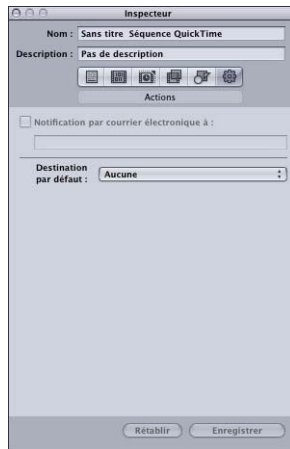 Inspecteur
Nom : Sans titre Séquence QuickTime
Description : Pas de description
Actions
Notification par courrier électronique à :
Destination
par défaut : Aucune
Rétablir Enregistrer